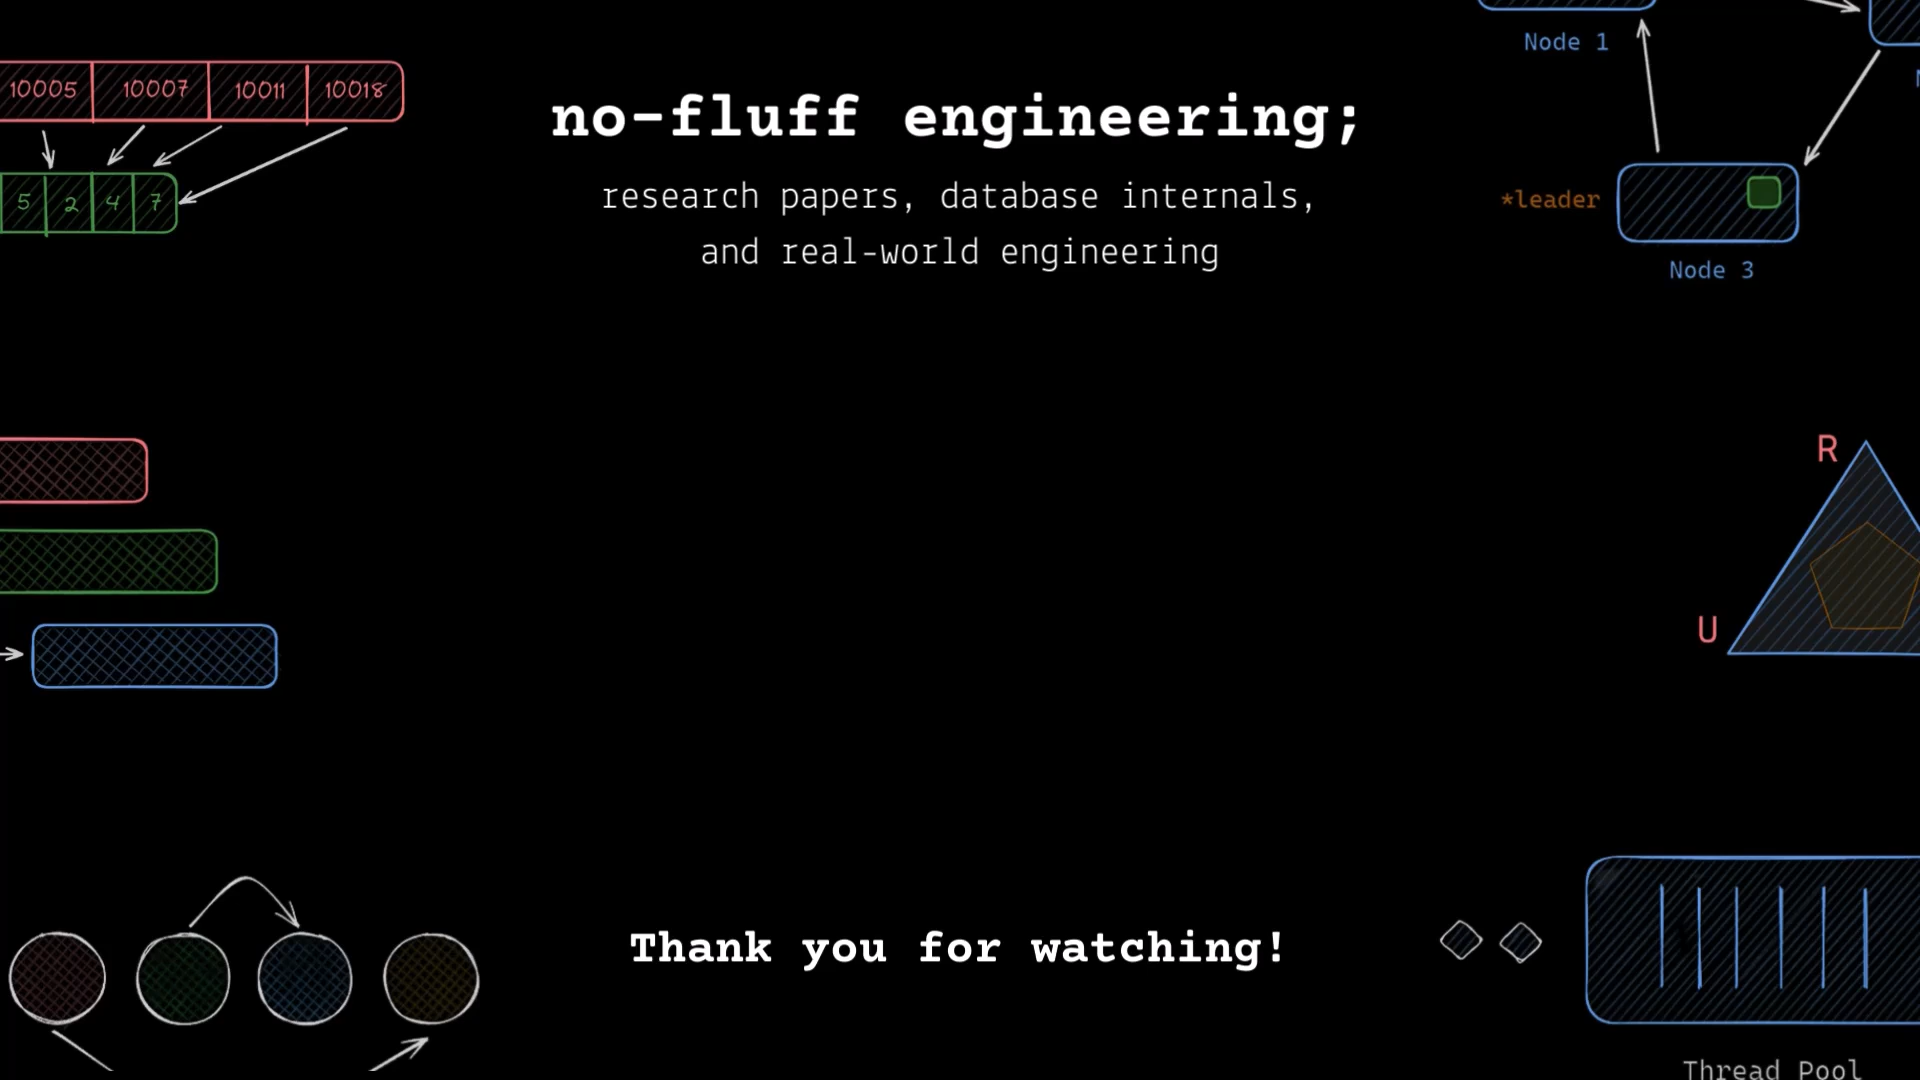 Node 1
10005 10007 10011 10018
no-fluff engineering;
research papers, database internals,
and real-world engineering
5 2 4 7
*leader
Node 3
R
U
Thank you for watching!
Thread Pool